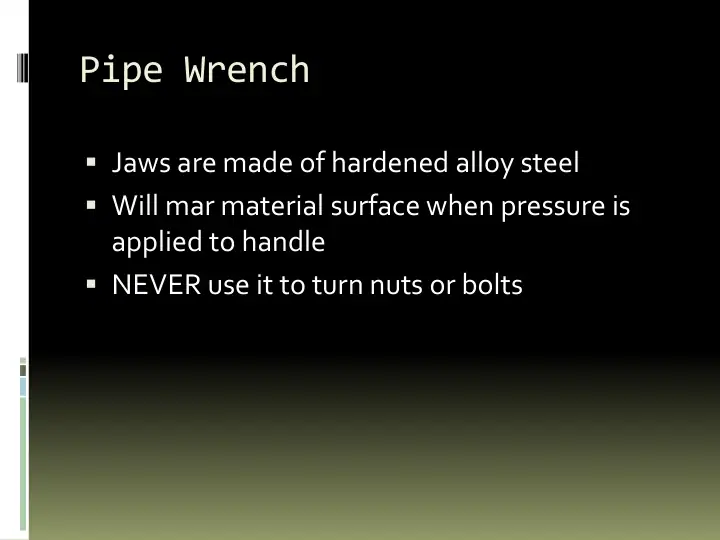 Pipe Wrench
▪ Jaws are made of hardened alloy steel
▪ Will mar material surface when pressure is
applied to handle
▪ NEVER use it to turn nuts or bolts